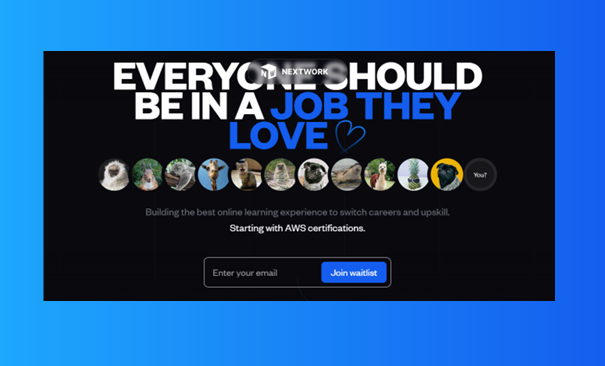 NEXTWORK
EVERYONE SHOULD
BE IN A JOB THEY
LOVE
You?
Building the best online learning experience to switch careers and upskill.
Starting with AWS certifications.
Enter your email
Join waitlist